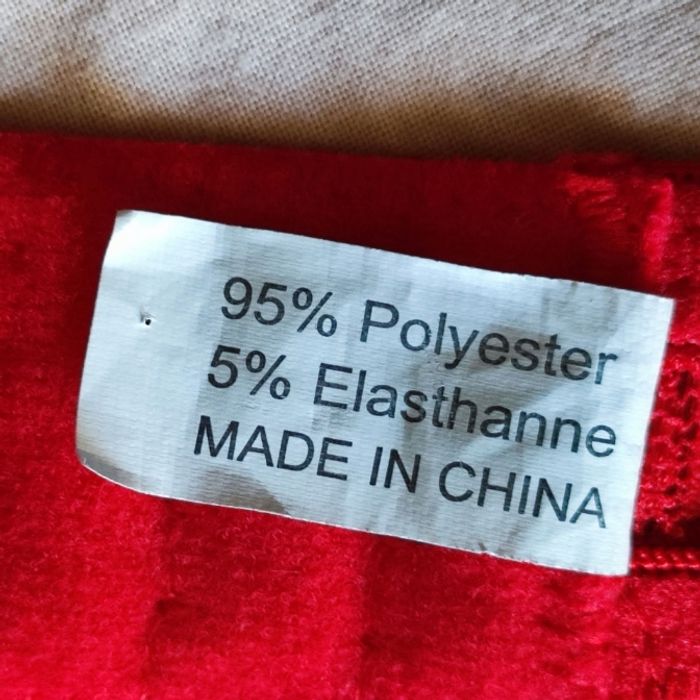 95% Polyester
5% Elasthanne
MADE IN CHINA